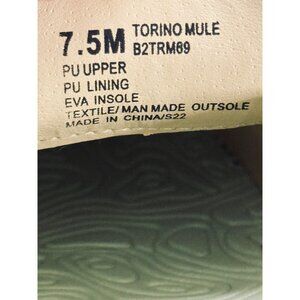 7.5M TORINO MULE
B2TRM69
PU UPPER
PU LINING
EVA INSOLE
TEXTILE/MAN MADE OUTSOLE
MADE IN CHINA/S22